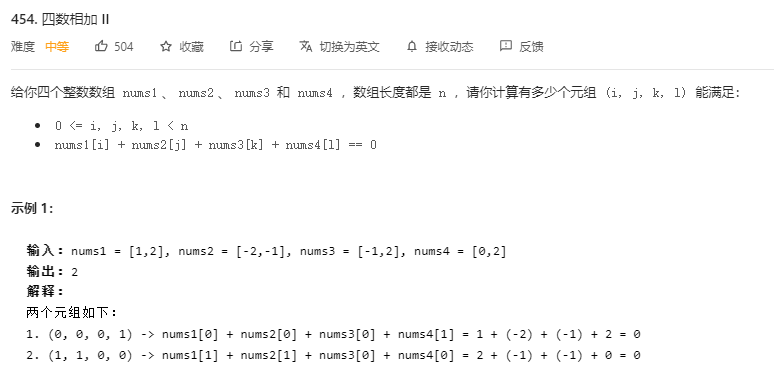 454. 四数相加 II
难度 中等 504 收藏 分享 切换为英文 接收动态 反馈
给你四个整数数组 nums1、nums2、nums3 和 nums4 ，数组长度都是 n ，请你计算有多少个元组 (i, j, k, l) 能满足：
• 0 <= i, j, k, l < n
• nums1[i] + nums2[j] + nums3[k] + nums4[l] == 0
示例 1：
输入：nums1 = [1,2], nums2 = [-2,-1], nums3 = [-1,2], nums4 = [0,2]
输出：2
解释：
两个元组如下：
1. (0, 0, 0, 1) -> nums1[0] + nums2[0] + nums3[0] + nums4[1] = 1 + (-2) + (-1) + 2 = 0
2. (1, 1, 0, 0) -> nums1[1] + nums2[1] + nums3[0] + nums4[0] = 2 + (-1) + (-1) + 0 = 0